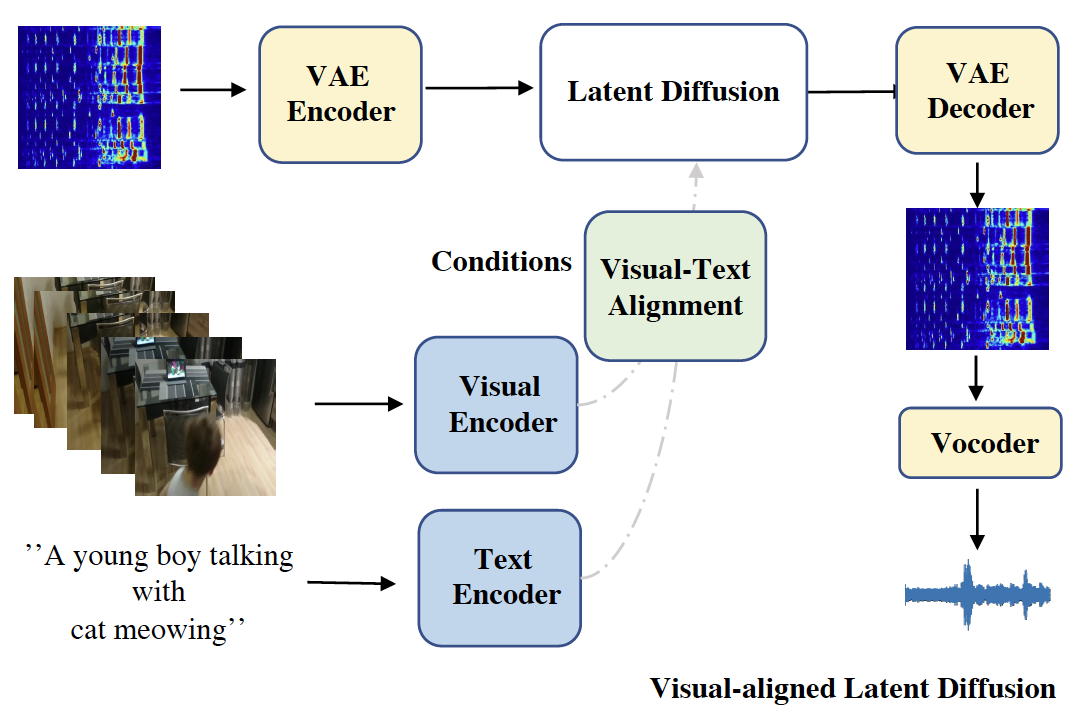 VAE
Encoder
Latent Diffusion
VAE
Decoder
Conditions
Visual-Text
Alignment
Visual
Encoder
Vocoder
’’A young boy talking
with
cat meowing’’
Text
Encoder
Visual-aligned Latent Diffusion